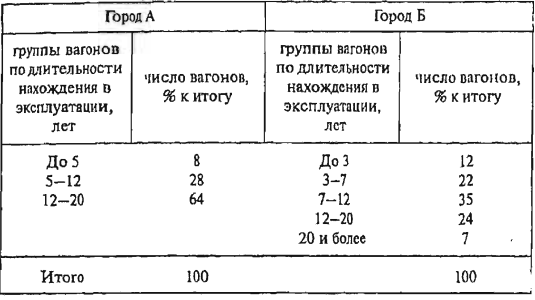 Город А Город Б
группы вагонов по длительности нахождения в эксплуатации, лет
число вагонов, % к итогу
группы вагонов по длительности нахождения в эксплуатации, лет
число вагонов, % к итогу
До 5 8 До 3 12
5—12 28 3—7 22
12—20 64 7—12 35
12—20 24
20 и более 7
Итого 100 100